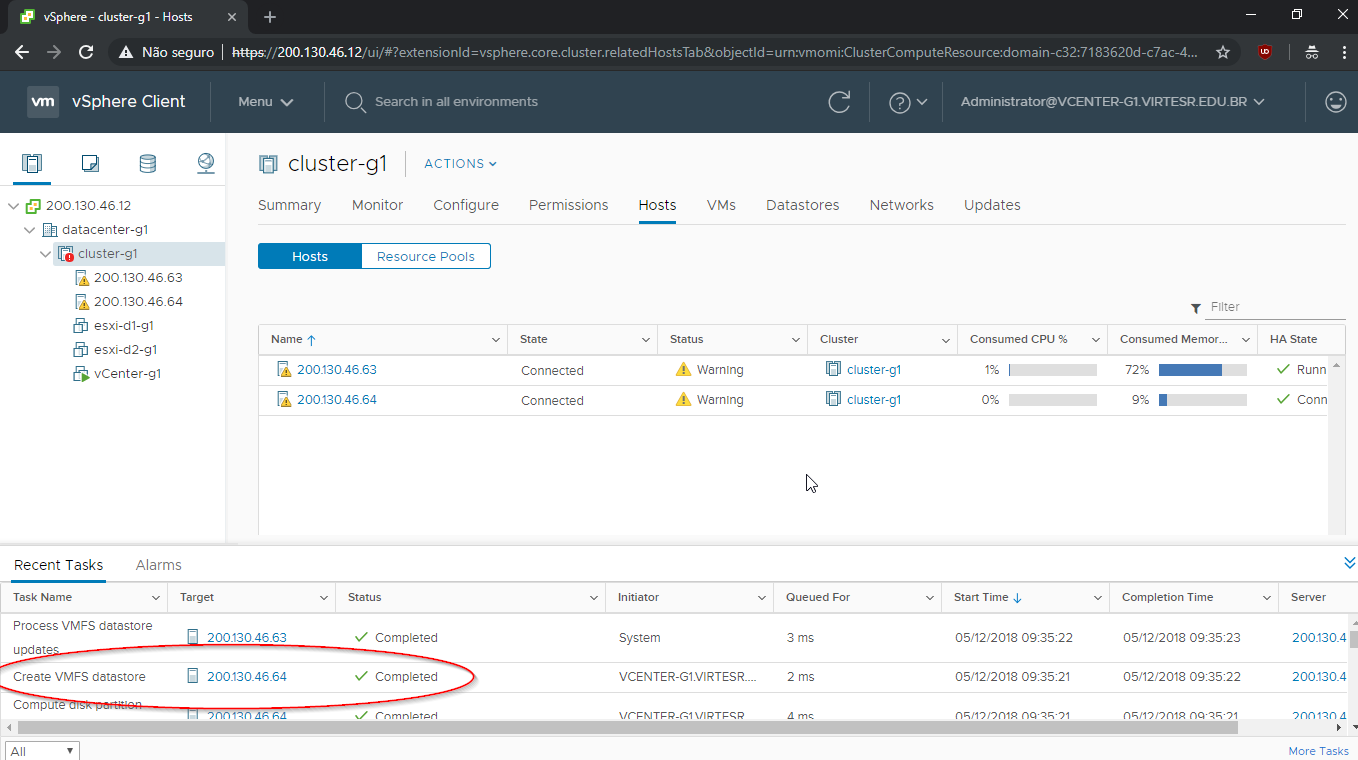 vSphere - cluster-g1 - Hosts
Não seguro
https://200.130.46.12/ui/#?extensionId=vsphere.core.cluster.relatedHostsTab&objectId=urn:vmomi:ClusterComputeResource:domain-c32:7183620d-c7ac-4...
vm vSphere Client
Menu
Search in all environments
Administrator@VCENTER-G1.VIRTESR.EDU.BR
200.130.46.12
datacenter-g1
cluster-g1
200.130.46.63
200.130.46.64
esxi-d1-g1
esxi-d2-g1
vCenter-g1
cluster-g1 ACTIONS
Summary Monitor Configure Permissions Hosts VMs Datastores Networks Updates
Hosts Resource Pools
Filter
Name State Status Cluster Consumed CPU % Consumed Memor... HA State
200.130.46.63 Connected Warning cluster-g1 1% 72% Runn
200.130.46.64 Connected Warning cluster-g1 0% 9% Conn
Recent Tasks Alarms
Task Name Target Status Initiator Queued For Start Time Completion Time Server
Process VMFS datastore
updates 200.130.46.63 Completed System 3 ms 05/12/2018 09:35:22 05/12/2018 09:35:23 200.130.4
Create VMFS datastore 200.130.46.64 Completed VCENTER-G1.VIRTESR.... 2 ms 05/12/2018 09:35:21 05/12/2018 09:35:22 200.130.4
Compute disk partition 200.130.46.64 Completed VCENTER-G1.VIRTESR 4 ms 05/12/2018 09:35:21 05/12/2018 09:35:21 200.130.4
All
More Tasks